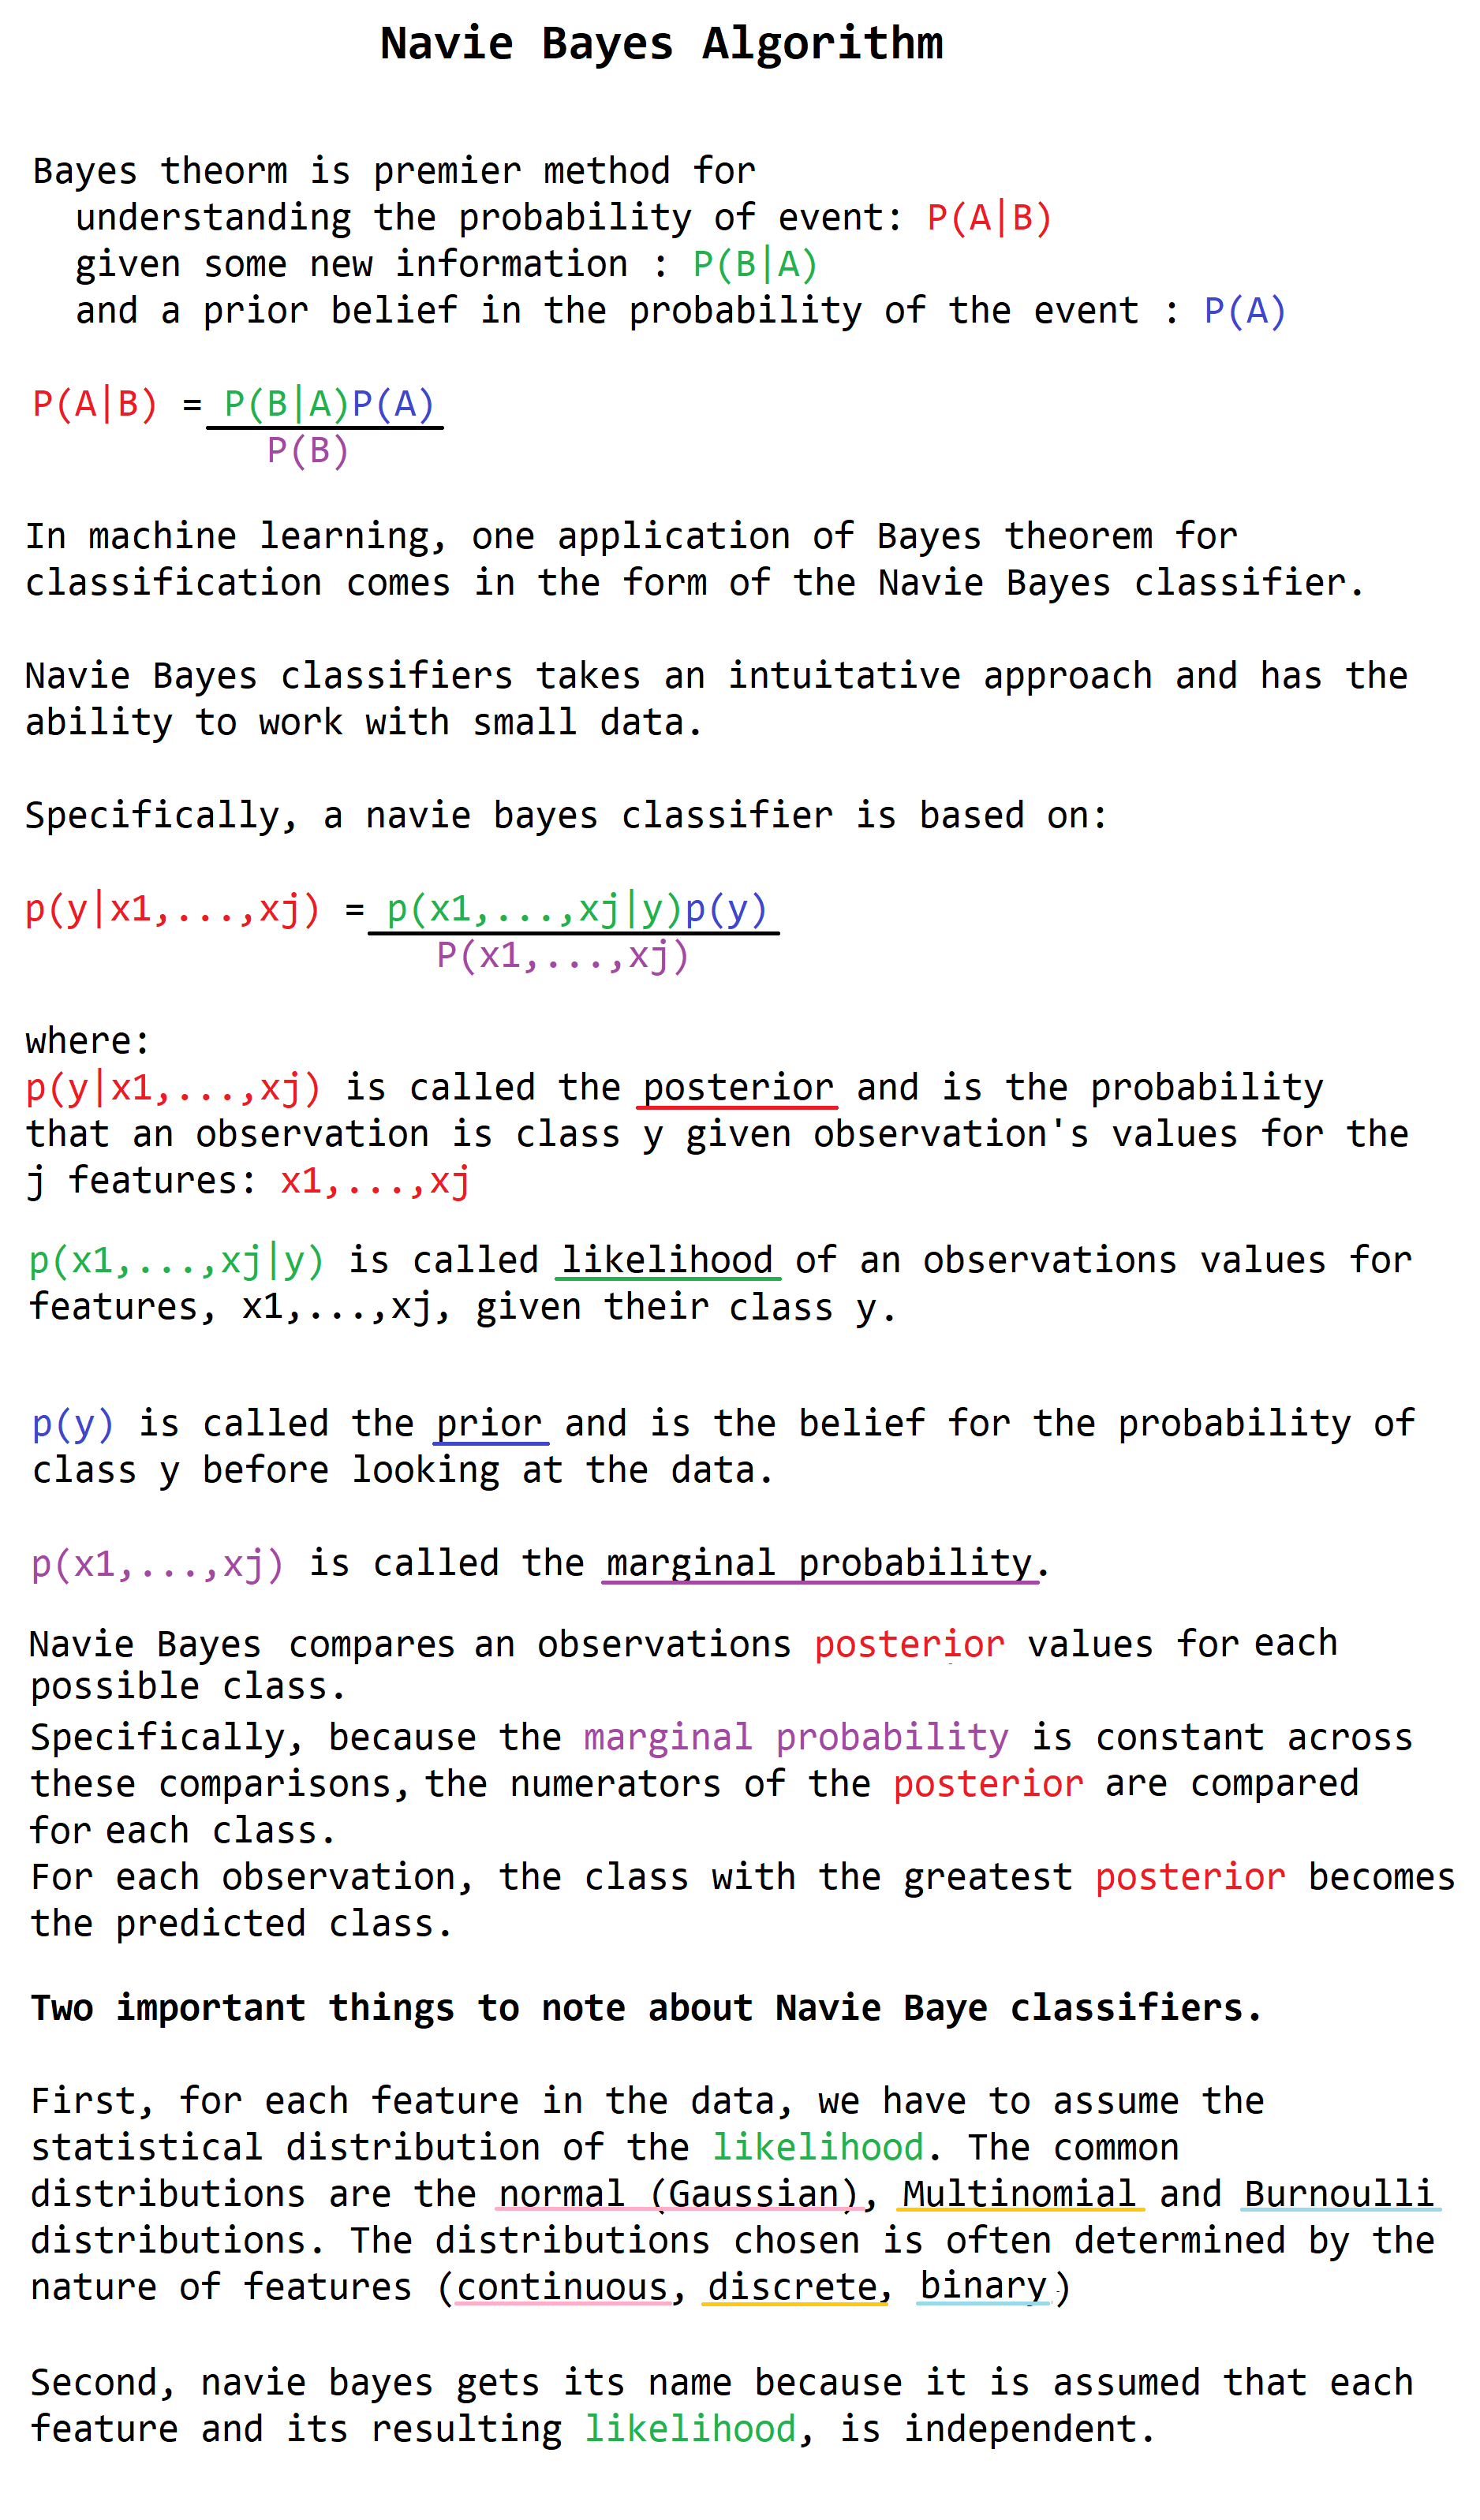 Navie Bayes Algorithm
Bayes theorm is premier method for
understanding the probability of event: P(A|B)
given some new information : P(B|A)
and a prior belief in the probability of the event : P(A)
P(A|B) = P(B|A)P(A)
P(B)
In machine learning, one application of Bayes theorem for
classification comes in the form of the Navie Bayes classifier.
Navie Bayes classifiers takes an intuitative approach and has the
ability to work with small data.
Specifically, a navie bayes classifier is based on:
p(y|x1,...,xj) = p(x1,...,xj|y)p(y)
P(x1,...,xj)
where:
p(y|x1,...,xj) is called the posterior and is the probability
that an observation is class y given observation's values for the
j features: x1,...,xj
p(x1,...,xj|y) is called likelihood of an observations values for
features, x1,...,xj, given their class y.
p(y) is called the prior and is the belief for the probability of
class y before looking at the data.
p(x1,...,xj) is called the marginal probability.
Navie Bayes compares an observations posterior values for each
possible class.
Specifically, because the marginal probability is constant across
these comparisons, the numerators of the posterior are compared
for each class.
For each observation, the class with the greatest posterior becomes
the predicted class.
Two important things to note about Navie Baye classifiers.
First, for each feature in the data, we have to assume the
statistical distribution of the likelihood. The common
distributions are the normal (Gaussian), Multinomial and Burnoulli
distributions. The distributions chosen is often determined by the
nature of features (continuous, discrete, binary)
Second, navie bayes gets its name because it is assumed that each
feature and its resulting likelihood, is independent.